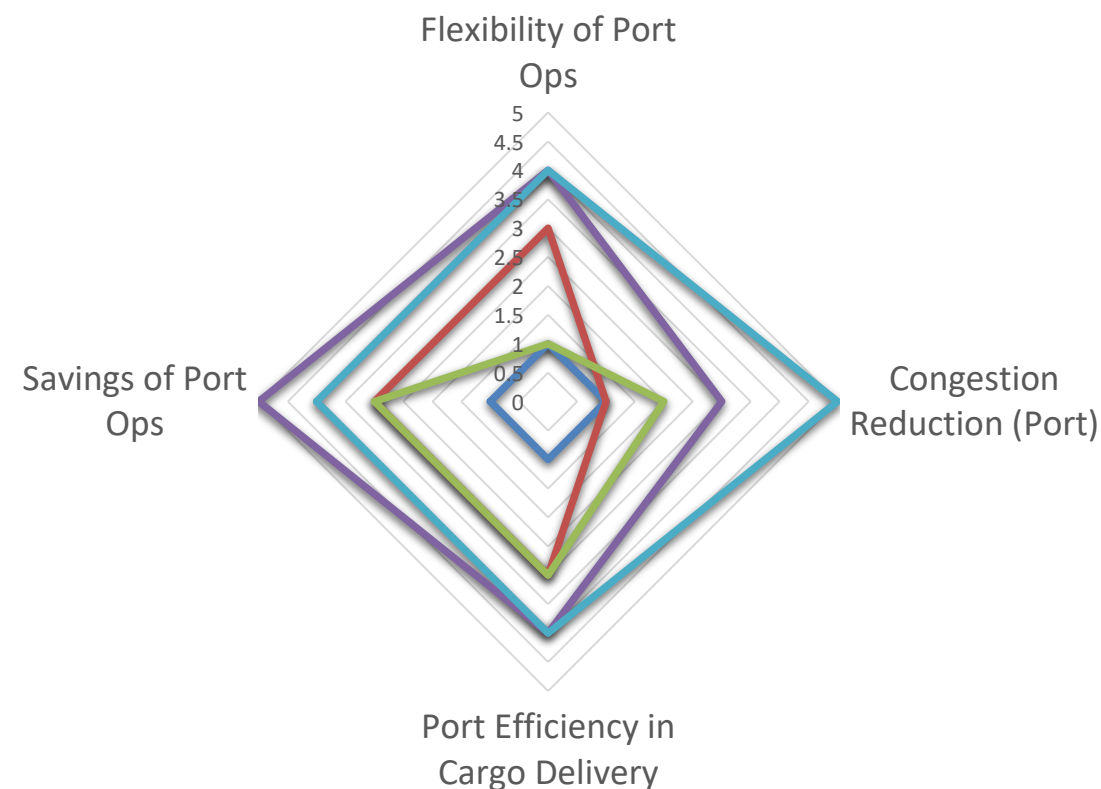 Flexibility of Port
Ops
5
4.5
4
3.5
3
2.5
2
1.5
1
0.5
0
Savings of Port
Ops
Congestion
Reduction (Port)
Port Efficiency in
Cargo Delivery